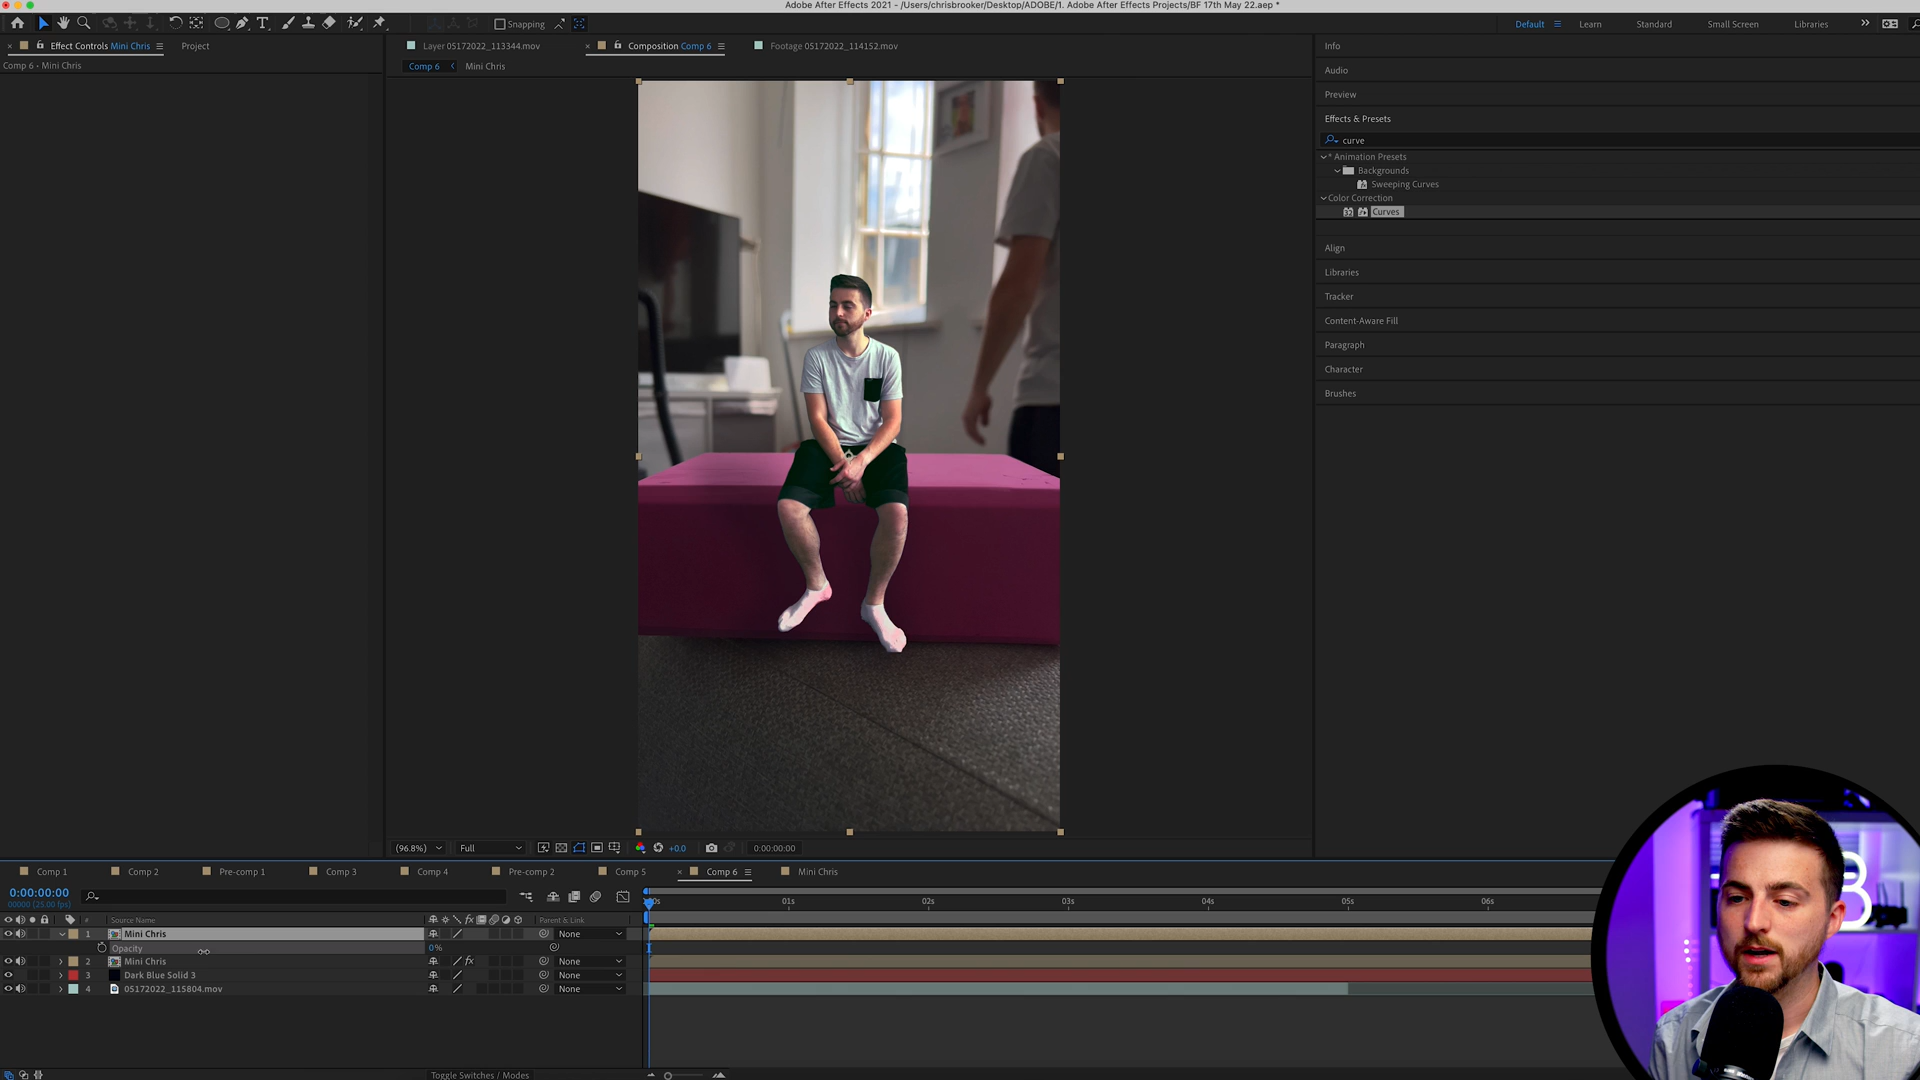 Adobe After Effects 2021 - /Users/chrisbrooker/Desktop/ADOBE/1. Adobe After Effects Projects/BF 17th May 22.aep *
Snapping
Default
Learn
Standard
Small Screen
Libraries
Effect Controls Mini Chris
Project
Layer 05172022_113344.mov
Composition Comp 6
Footage 05172022_114152.mov
Comp 6 • Mini Chris
Comp 6
Mini Chris
Info
Audio
Preview
Effects & Presets
curve
* Animation Presets
Backgrounds
Sweeping Curves
Color Correction
Curves
Align
Libraries
Tracker
Content-Aware Fill
Paragraph
Character
Brushes
(96.8%)
Full
+0.0
0:00:00:00
Comp 1
Comp 2
Pre-comp 1
Comp 3
Comp 4
Pre-comp 2
Comp 5
Comp 6
Mini Chris
0:00:00:00
00000 (25.00 fps)
01s
02s
03s
04s
05s
06s
# Source Name
fx
Parent & Link
1 Mini Chris None
Opacity 0%
2 Mini Chris fx None
3 Dark Blue Solid 3 None
4 05172022_115804.mov None
Toggle Switches / Modes